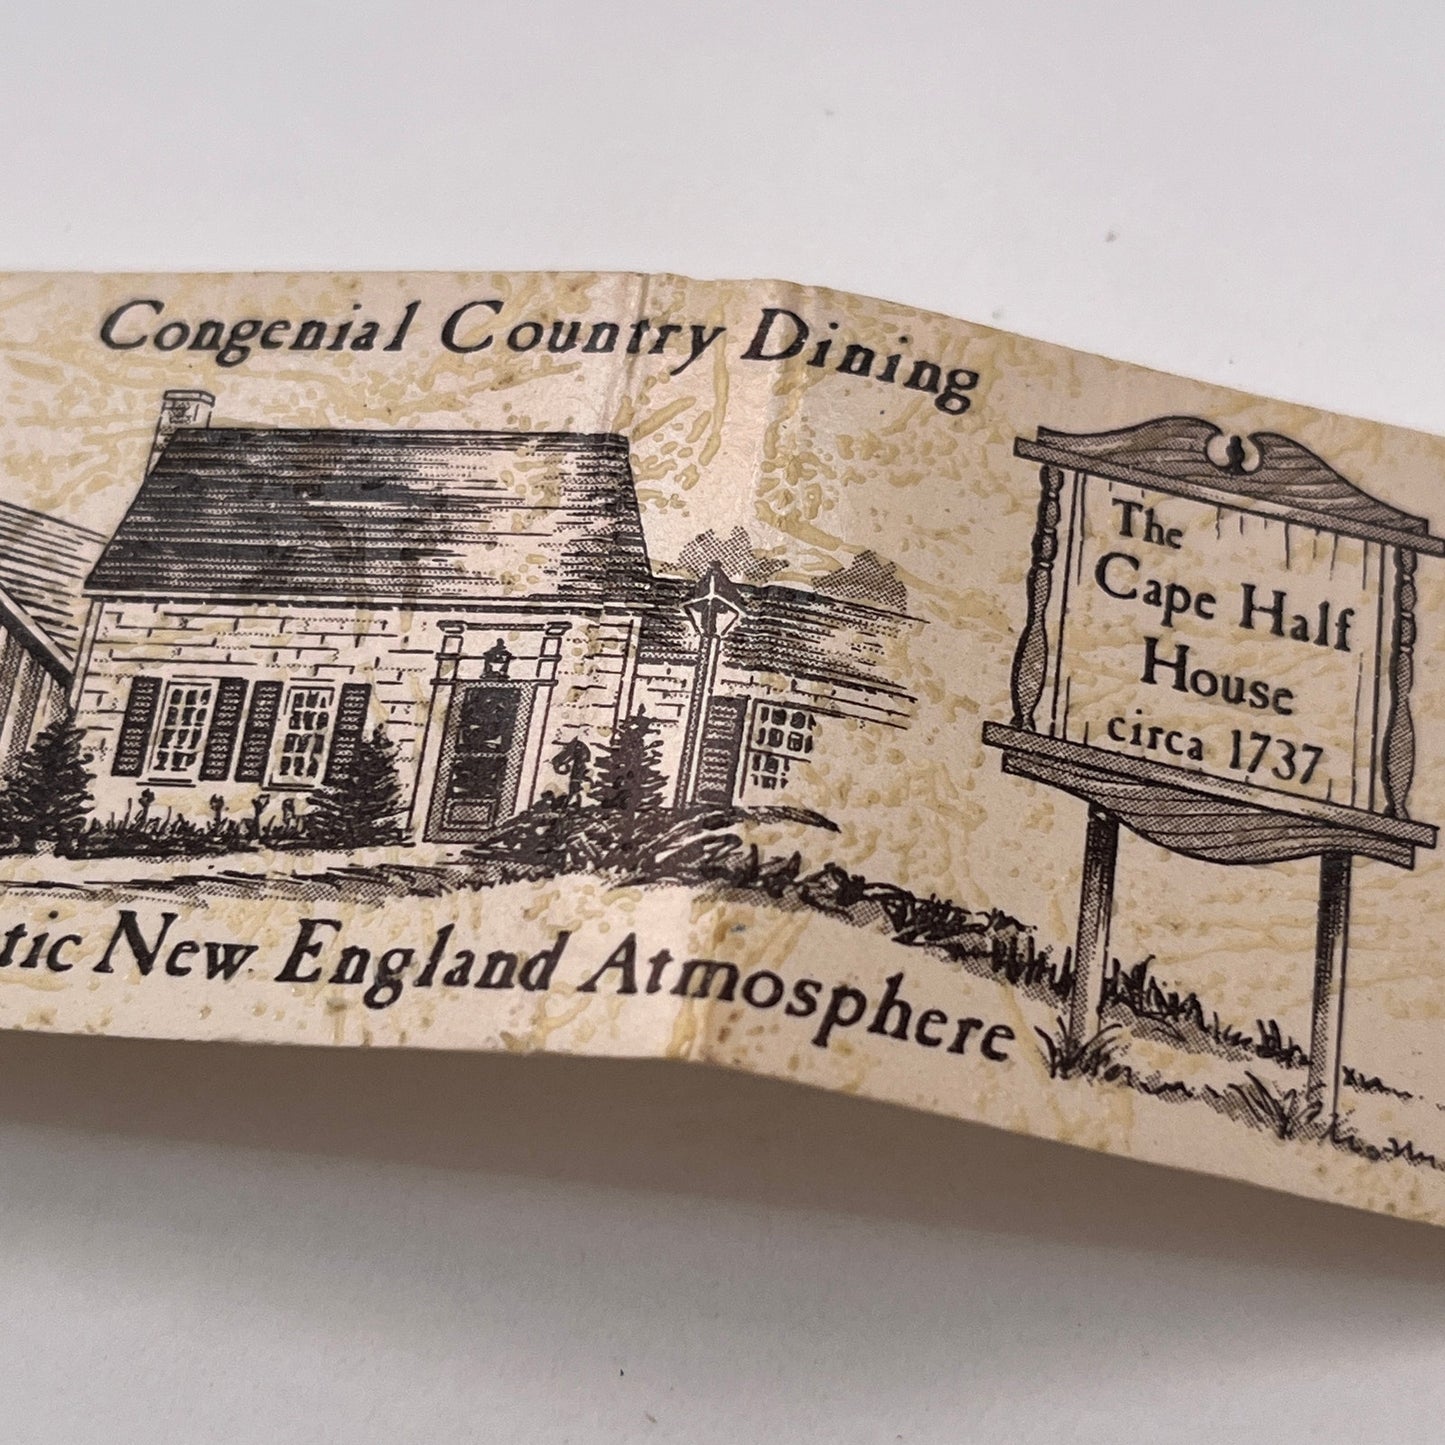 Congenial Country Dining
The
Cape Half
House
circa 1737
tic New England Atmosphere